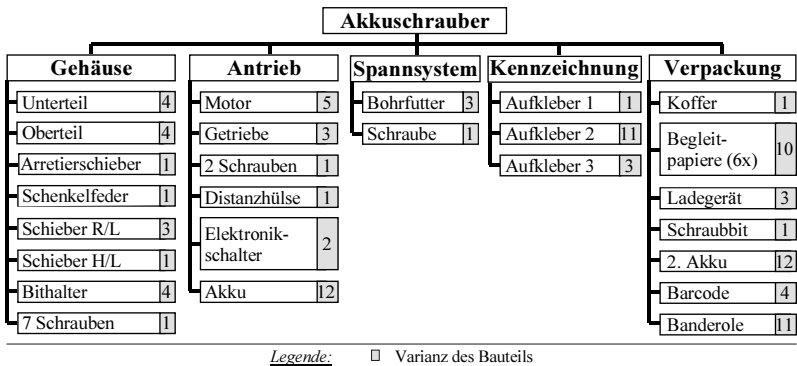 Akkuschrauber
Gehäuse
Unterteil 4
Oberteil 4
Arretierschieber 1
Schenkelfeder 1
Schieber R/L 3
Schieber H/L 1
Bithalter 4
7 Schrauben 1
Antrieb
Motor 5
Getriebe 3
2 Schrauben 1
Distanzhülse 1
Elektronik-
schalter 2
Akku 12
Spannsystem
Bohrfutter 3
Schraube 1
Kennzeichnung
Aufkleber 1 1
Aufkleber 2 11
Aufkleber 3 3
Verpackung
Koffer 1
Begleit-
papiere (6x) 10
Ladegerät 3
Schraubbit 1
2. Akku 12
Barcode 4
Banderole 11
Legende: Varianz des Bauteils